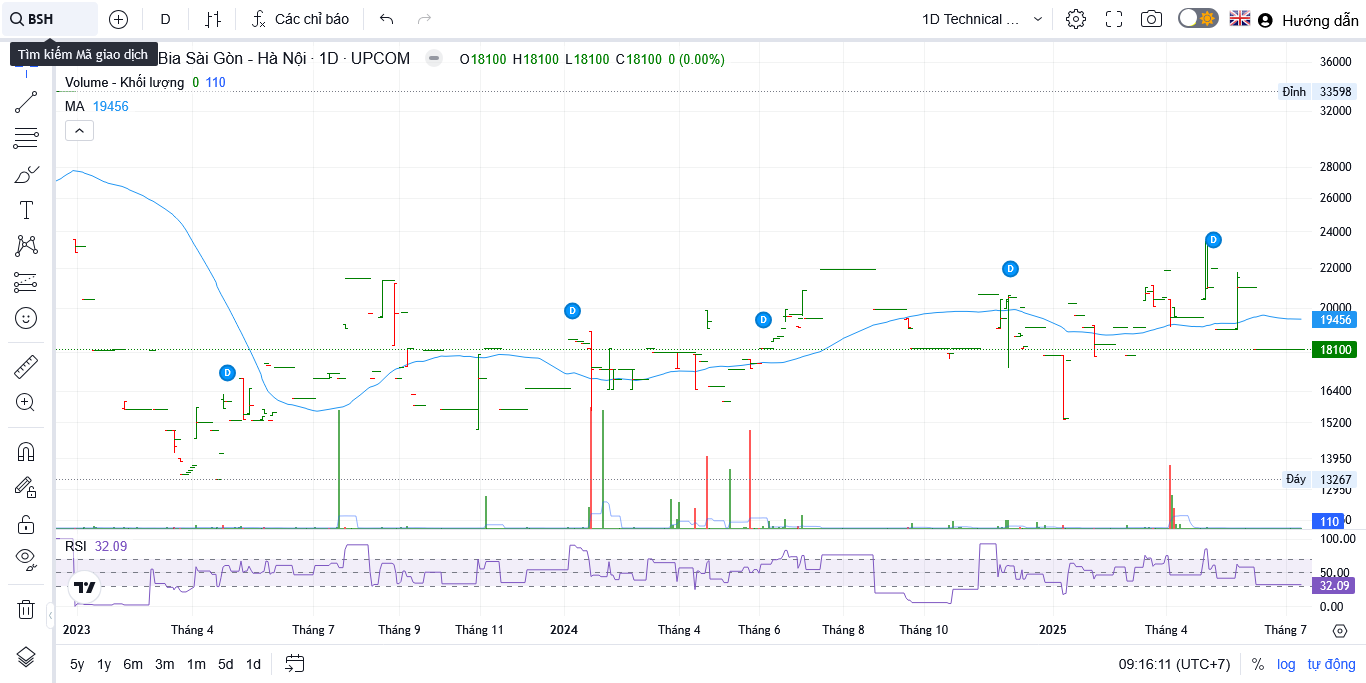 BSH D Các chỉ báo 1D Technical ... Hướng dẫn
Tìm kiếm Mã giao dịch
Bia Sài Gòn - Hà Nội · 1D · UPCOM O18100 H18100 L18100 C18100 0 (0.00%)
Volume - Khối lượng 0 110
MA 19456
36000
Đỉnh 33598
32000
28000
26000
24000
22000
20000
19456
18100
16400
15200
13950
Đáy 13267
12950
110
D
D
D
D
D
RSI 32.09
100.00
50.00
32.09
0.00
2023 Tháng 4 Tháng 7 Tháng 9 Tháng 11 2024 Tháng 4 Tháng 6 Tháng 8 Tháng 10 2025 Tháng 4 Tháng 7
5y 1y 6m 3m 1m 5d 1d 09:16:11 (UTC+7) % log tự động